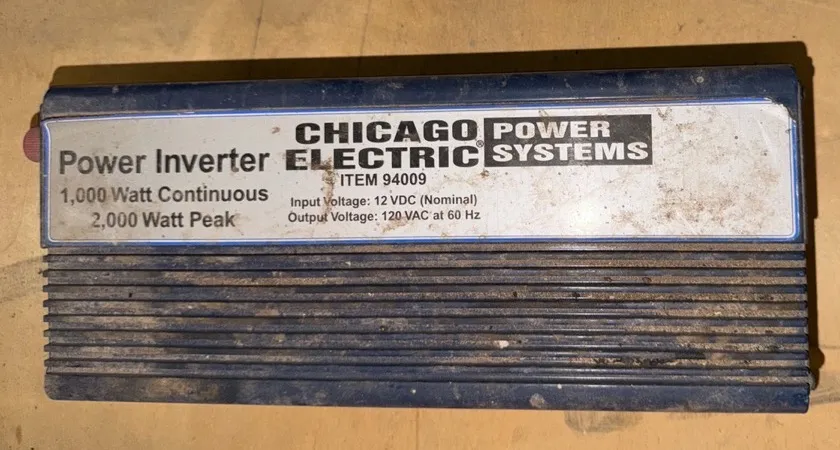 Power Inverter
1,000 Watt Continuous
2,000 Watt Peak
CHICAGO
ELECTRIC®
POWER
SYSTEMS
ITEM 94009
Input Voltage: 12 VDC (Nominal)
Output Voltage: 120 VAC at 60 Hz